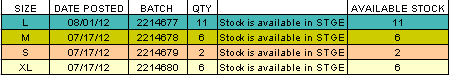 SIZE DATE POSTED BATCH QTY AVAILABLE STOCK
L 08/01/12 2214677 11 Stock is available in STGE 11
M 07/17/12 2214678 6 Stock is available in STGE 6
S 07/17/12 2214679 2 Stock is available in STGE 2
XL 07/17/12 2214680 6 Stock is available in STGE 6